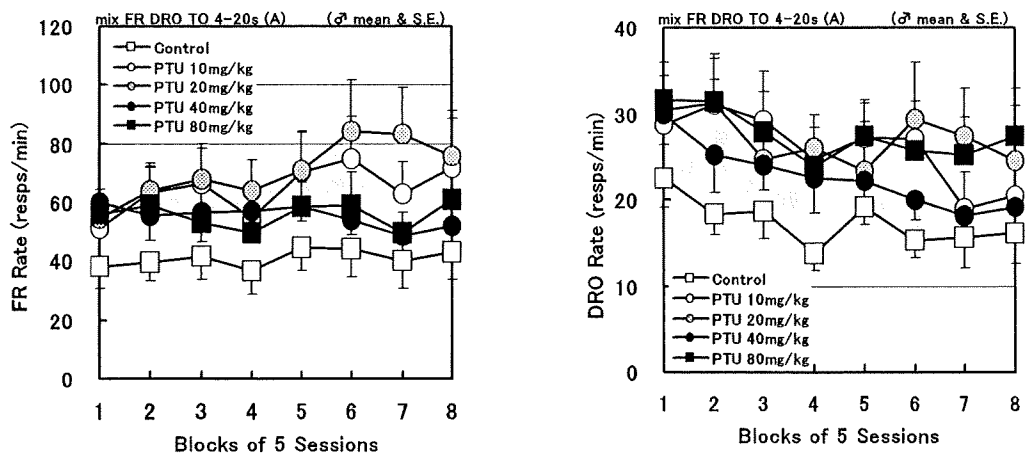 mix FR DRO TO 4-20s (A) (♂ mean & S.E.)
120
100
80
60
40
20
0
FR Rate (resps/min)
Control
PTU 10mg/kg
PTU 20mg/kg
PTU 40mg/kg
PTU 80mg/kg
1 2 3 4 5 6 7 8
Blocks of 5 Sessions
mix FR DRO TO 4-20s (A) (♂ mean & S.E.)
40
30
20
10
0
DRO Rate (resps/min)
Control
PTU 10mg/kg
PTU 20mg/kg
PTU 40mg/kg
PTU 80mg/kg
1 2 3 4 5 6 7 8
Blocks of 5 Sessions